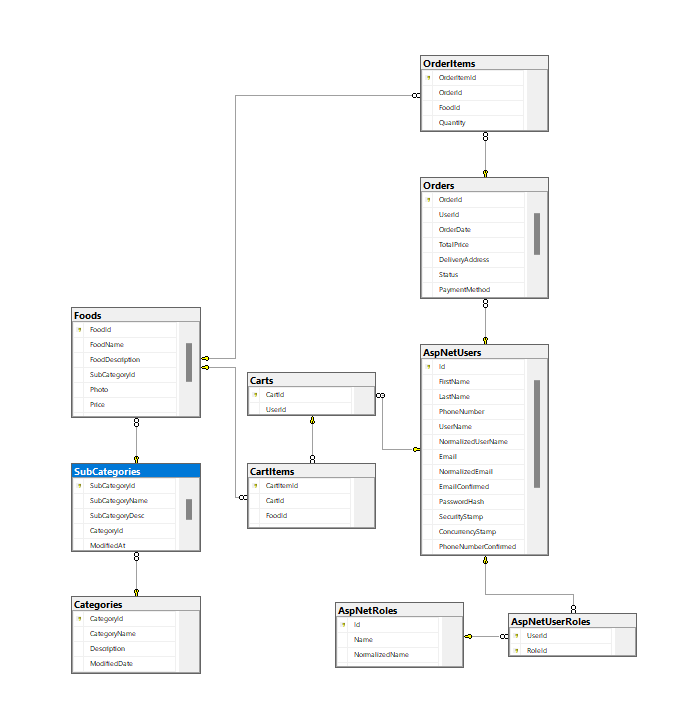 OrderItems
OrderItemId
OrderId
FoodId
Quantity
Orders
OrderId
UserId
OrderDate
TotalPrice
DeliveryAddress
Status
PaymentMethod
Foods
FoodId
FoodName
FoodDescription
SubCategoryId
Photo
Price
AspNetUsers
Id
FirstName
LastName
PhoneNumber
UserName
NormalizedUserName
Email
NormalizedEmail
EmailConfirmed
PasswordHash
SecurityStamp
ConcurrencyStamp
PhoneNumberConfirmed
Carts
CartId
UserId
SubCategories
SubCategoryId
SubCategoryName
SubCategoryDesc
CategoryId
ModifiedAt
CartItems
CartItemId
CartId
FoodId
Categories
CategoryId
CategoryName
Description
ModifiedDate
AspNetRoles
Id
Name
NormalizedName
AspNetUserRoles
UserId
RoleId